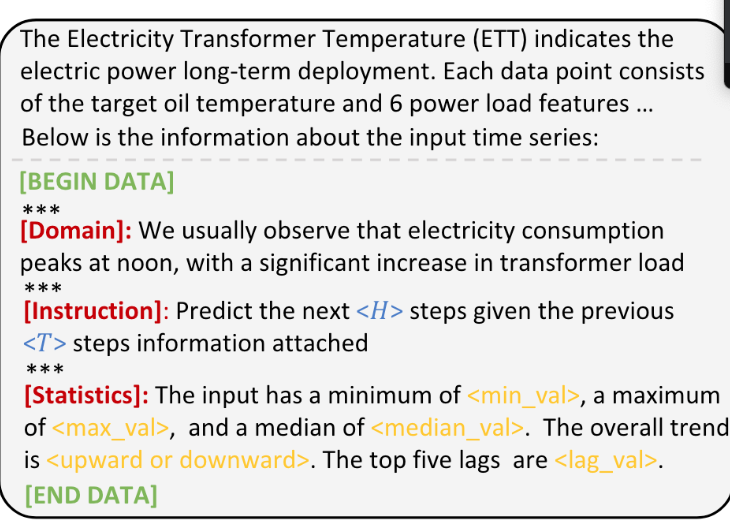 The Electricity Transformer Temperature (ETT) indicates the
electric power long-term deployment. Each data point consists
of the target oil temperature and 6 power load features ...
Below is the information about the input time series:
[BEGIN DATA]
***
[Domain]: We usually observe that electricity consumption
peaks at noon, with a significant increase in transformer load
***
[Instruction]: Predict the next <H> steps given the previous
<T> steps information attached
***
[Statistics]: The input has a minimum of <min_val>, a maximum
of <max_val>, and a median of <median_val>. The overall trend
is <upward or downward>. The top five lags are <lag_val>.
[END DATA]